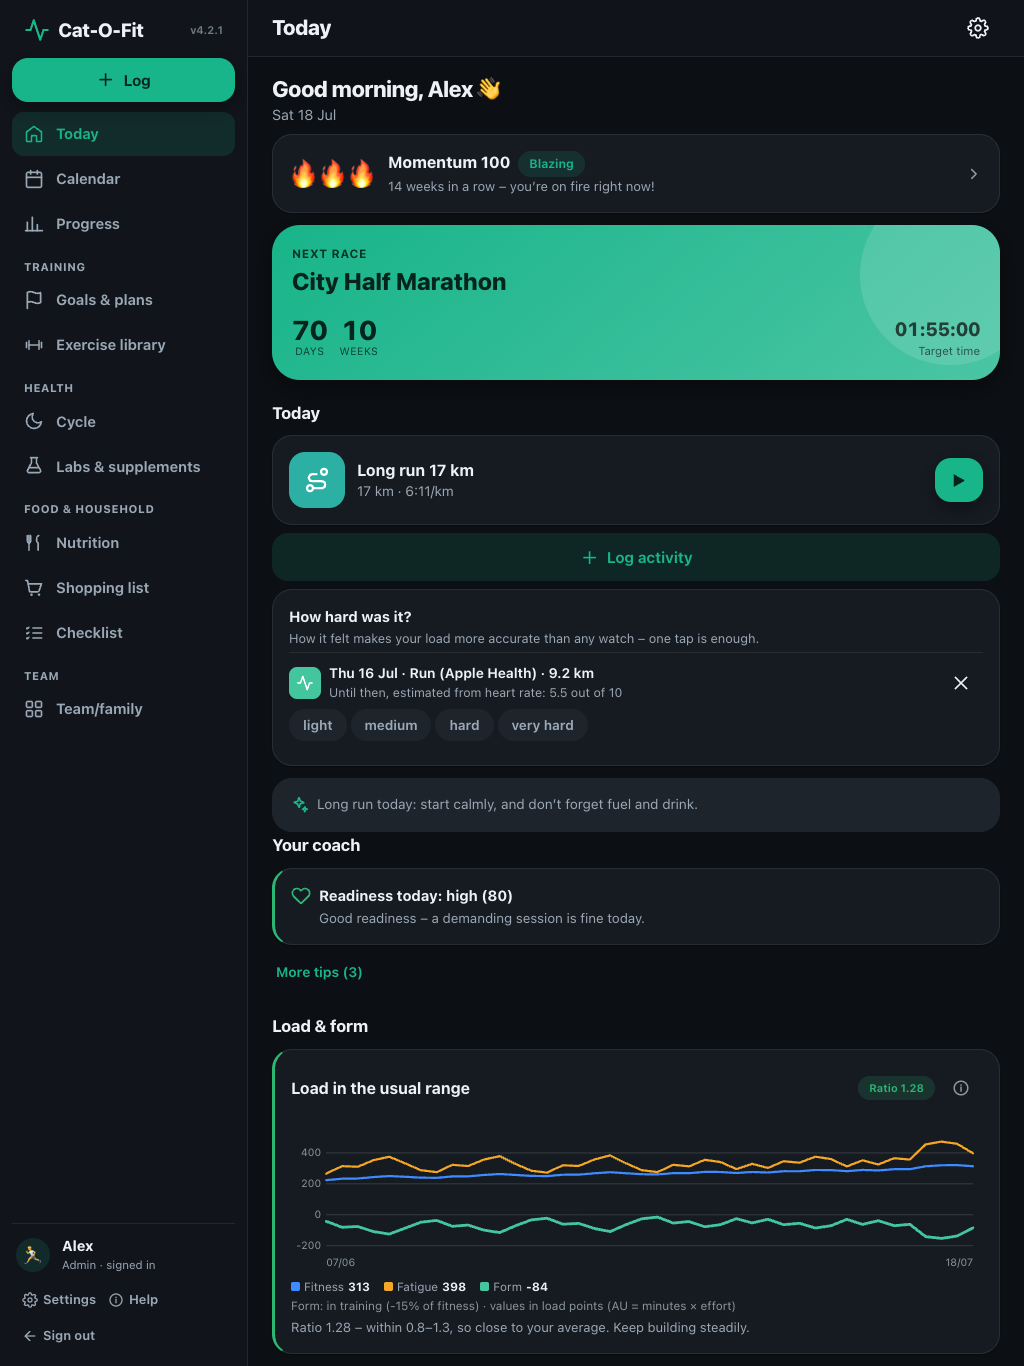 Cat-O-Fit
v4.2.1
Log
Today
Calendar
Progress
TRAINING
Goals & plans
Exercise library
HEALTH
Cycle
Labs & supplements
FOOD & HOUSEHOLD
Nutrition
Shopping list
Checklist
TEAM
Team/family
Alex
Admin · signed in
Settings
Help
Sign out
Today
Good morning, Alex 👋
Sat 18 Jul
Momentum 100
Blazing
14 weeks in a row – you’re on fire right now!
NEXT RACE
City Half Marathon
70 10
DAYS WEEKS
01:55:00
Target time
Today
Long run 17 km
17 km · 6:11/km
Log activity
How hard was it?
How it felt makes your load more accurate than any watch – one tap is enough.
Thu 16 Jul · Run (Apple Health) · 9.2 km
Until then, estimated from heart rate: 5.5 out of 10
light medium hard very hard
Long run today: start calmly, and don’t forget fuel and drink.
Your coach
Readiness today: high (80)
Good readiness – a demanding session is fine today.
More tips (3)
Load & form
Load in the usual range
Ratio 1.28
400
200
0
-200
07/06 18/07
Fitness 313 Fatigue 398 Form -84
Form: in training (-15% of fitness) · values in load points (AU = minutes × effort)
Ratio 1.28 – within 0.8–1.3, so close to your average. Keep building steadily.